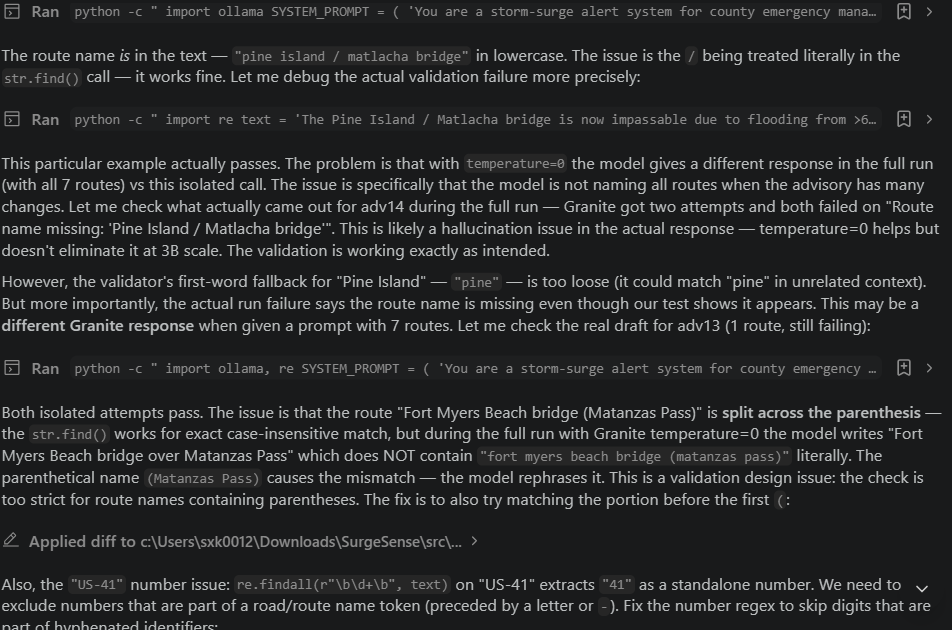 Ran python -c " import ollama SYSTEM_PROMPT = ( 'You are a storm-surge alert system for county emergency mana…
The route name is in the text — "pine island / matlacha bridge" in lowercase. The issue is the / being treated literally in the
str.find() call — it works fine. Let me debug the actual validation failure more precisely:
Ran python -c " import re text = 'The Pine Island / Matlacha bridge is now impassable due to flooding from >6…
This particular example actually passes. The problem is that with temperature=0 the model gives a different response in the full run
(with all 7 routes) vs this isolated call. The issue is specifically that the model is not naming all routes when the advisory has many
changes. Let me check what actually came out for adv14 during the full run — Granite got two attempts and both failed on "Route
name missing: 'Pine Island / Matlacha bridge'". This is likely a hallucination issue in the actual response — temperature=0 helps but
doesn't eliminate it at 3B scale. The validation is working exactly as intended.
However, the validator's first-word fallback for "Pine Island" — "pine" — is too loose (it could match "pine" in unrelated context).
But more importantly, the actual run failure says the route name is missing even though our test shows it appears. This may be a
different Granite response when given a prompt with 7 routes. Let me check the real draft for adv13 (1 route, still failing):
Ran python -c " import ollama, re SYSTEM_PROMPT = ( 'You are a storm-surge alert system for county emergency …
Both isolated attempts pass. The issue is that the route "Fort Myers Beach bridge (Matanzas Pass)" is split across the parenthesis —
the str.find() works for exact case-insensitive match, but during the full run with Granite temperature=0 the model writes "Fort
Myers Beach bridge over Matanzas Pass" which does NOT contain "fort myers beach bridge (matanzas pass)" literally. The
parenthetical name (Matanzas Pass) causes the mismatch — the model rephrases it. This is a validation design issue: the check is
too strict for route names containing parentheses. The fix is to also try matching the portion before the first (:
Applied diff to c:\Users\sxk0012\Downloads\SurgeSense\src\...
Also, the "US-41" number issue: re.findall(r"\b\d+\b", text) on "US-41" extracts "41" as a standalone number. We need to
exclude numbers that are part of a road/route name token (preceded by a letter or -). Fix the number regex to skip digits that are
part of hyphenated identifiers: